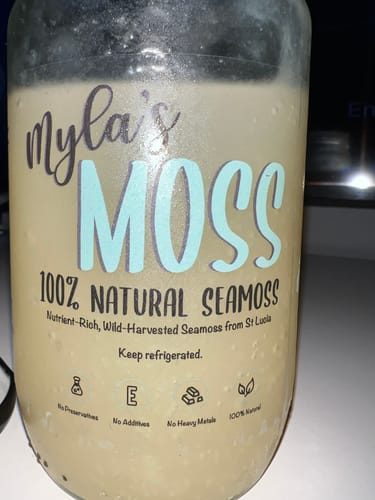 Myla's
MOSS
100% NATURAL SEAMOSS
Nutrient-Rich, Wild-Harvested Seamoss from St Lucia
Keep refrigerated.
E
No Preservatives
No Additives
No Heavy Metals
100% Natural